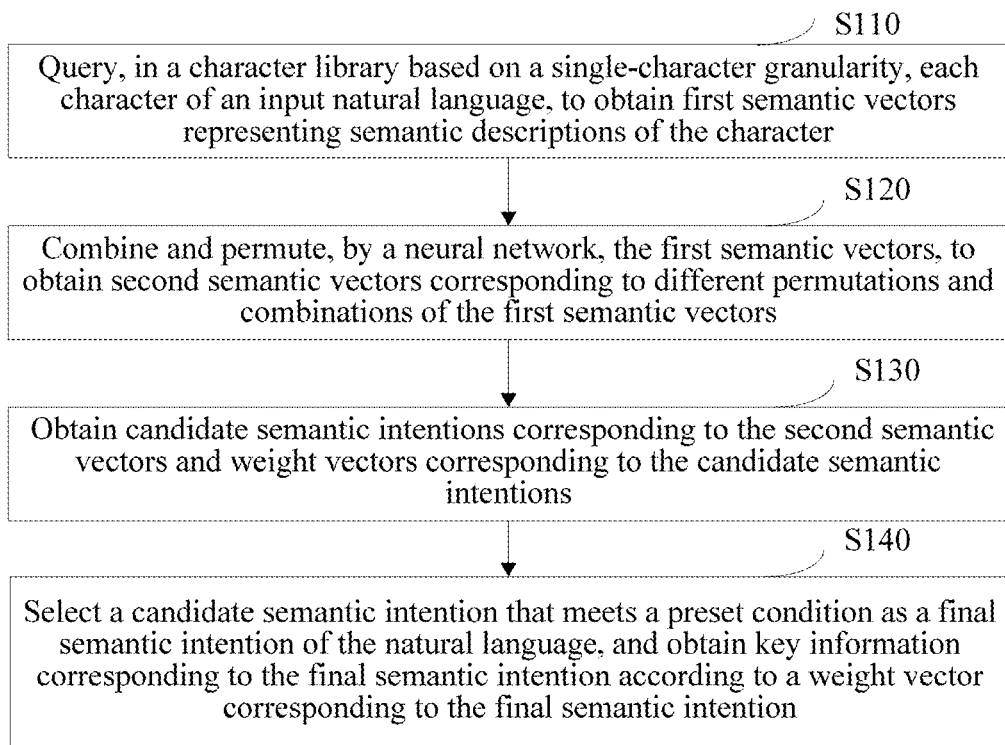 S110
Query, in a character library based on a single-character granularity, each
character of an input natural language, to obtain first semantic vectors
representing semantic descriptions of the character
S120
Combine and permute, by a neural network, the first semantic vectors, to
obtain second semantic vectors corresponding to different permutations and
combinations of the first semantic vectors
S130
Obtain candidate semantic intentions corresponding to the second semantic
vectors and weight vectors corresponding to the candidate semantic
intentions
S140
Select a candidate semantic intention that meets a preset condition as a final
semantic intention of the natural language, and obtain key information
corresponding to the final semantic intention according to a weight vector
corresponding to the final semantic intention